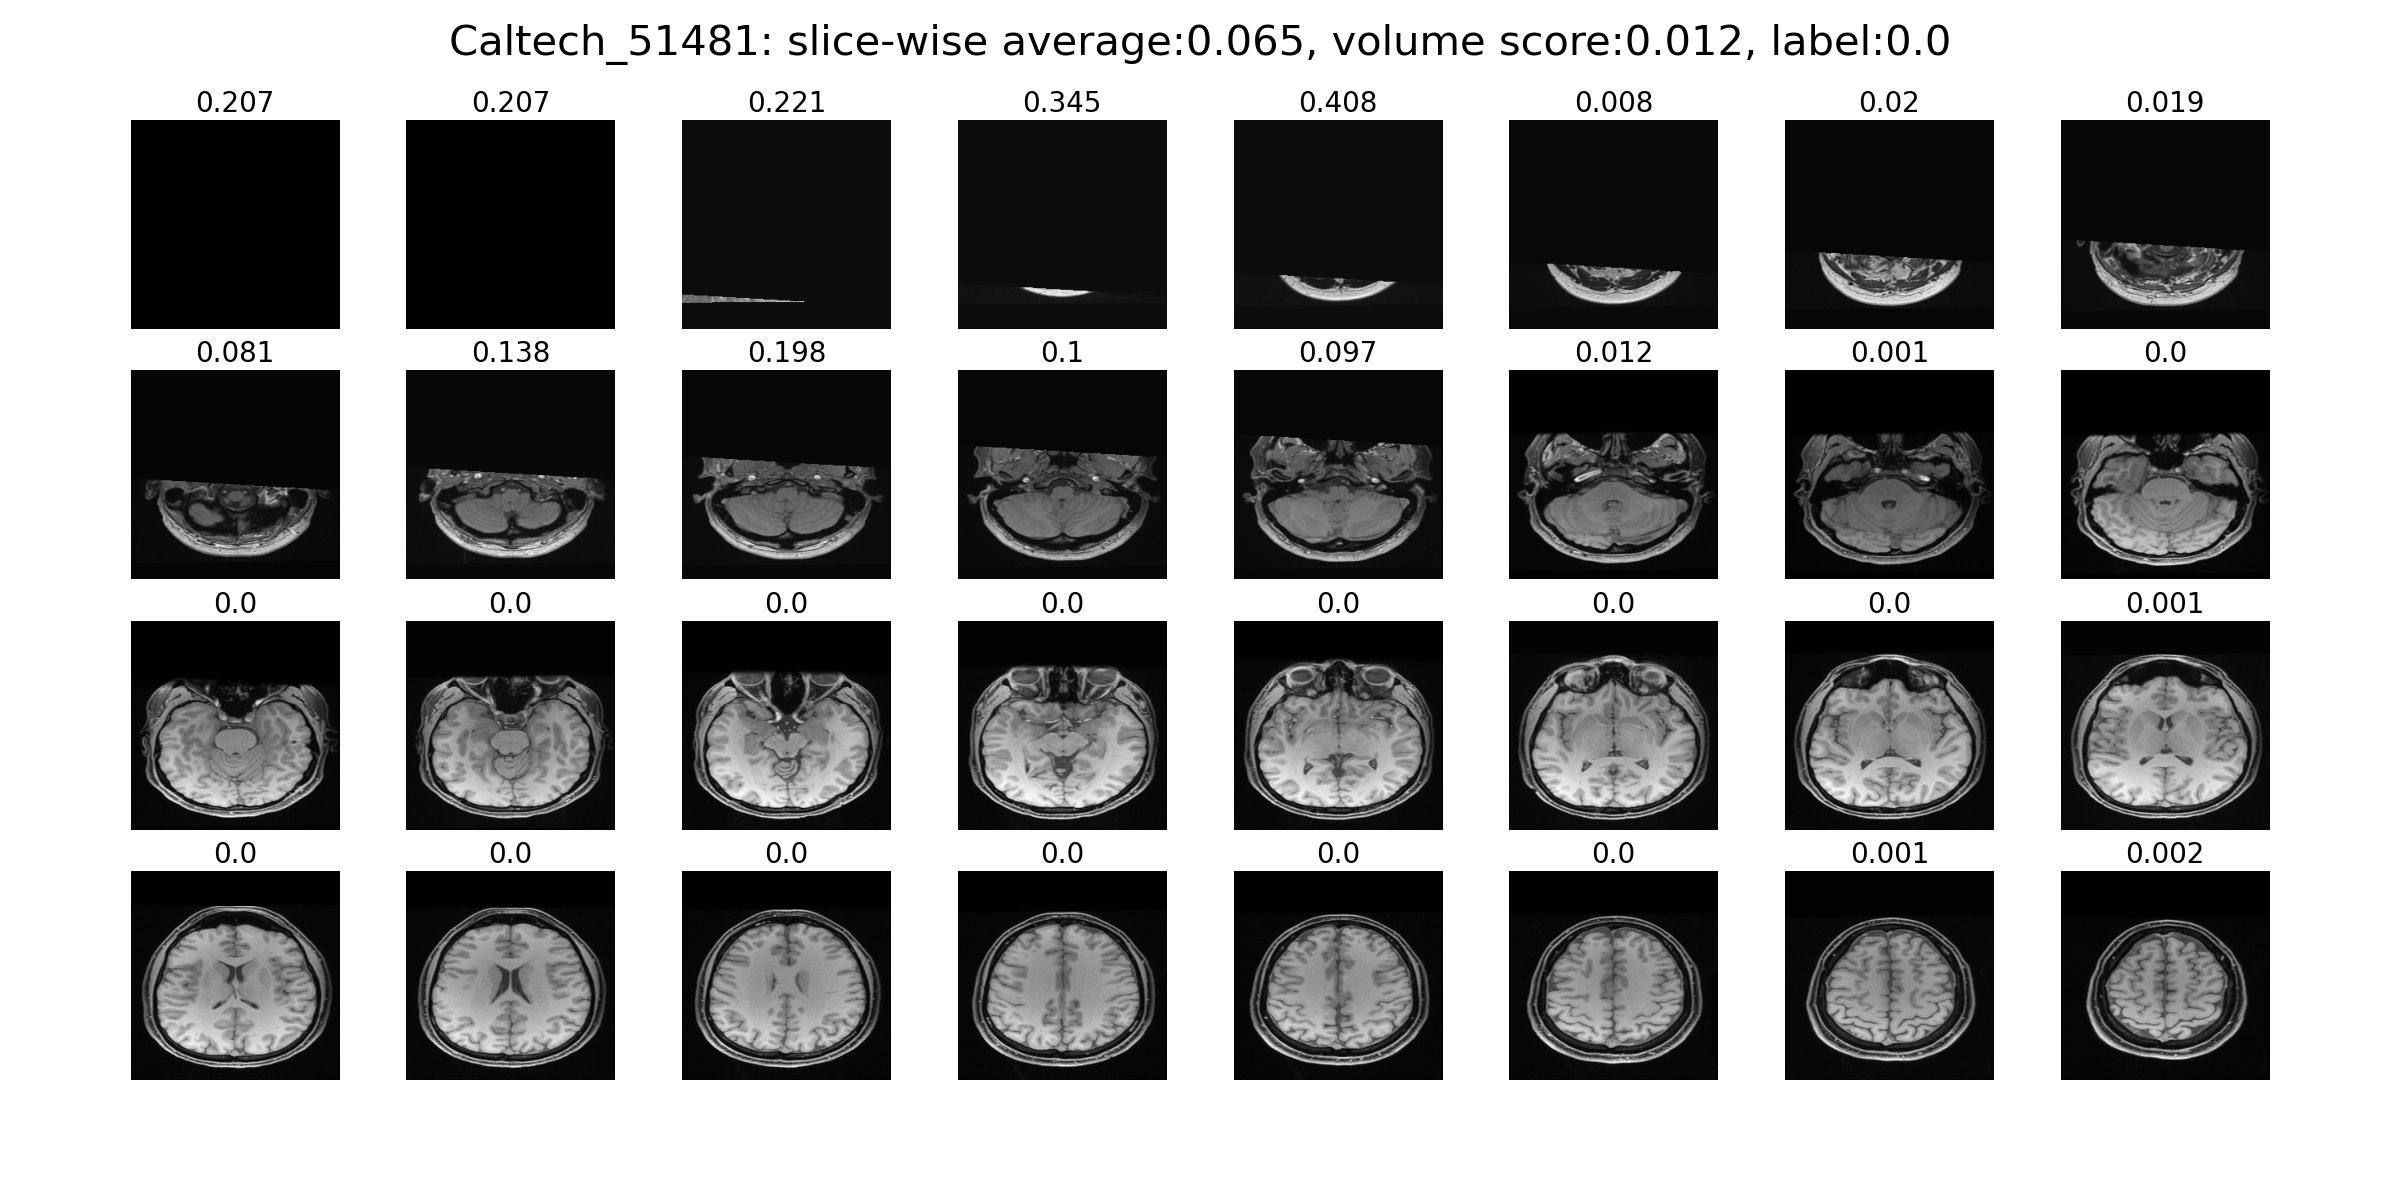 Caltech_51481: slice-wise average:0.065, volume score:0.012, label:0.0
0.207 0.207 0.221 0.345 0.408 0.008 0.02 0.019
0.081 0.138 0.198 0.1 0.097 0.012 0.001 0.0
0.0 0.0 0.0 0.0 0.0 0.0 0.0 0.001
0.0 0.0 0.0 0.0 0.0 0.0 0.001 0.002